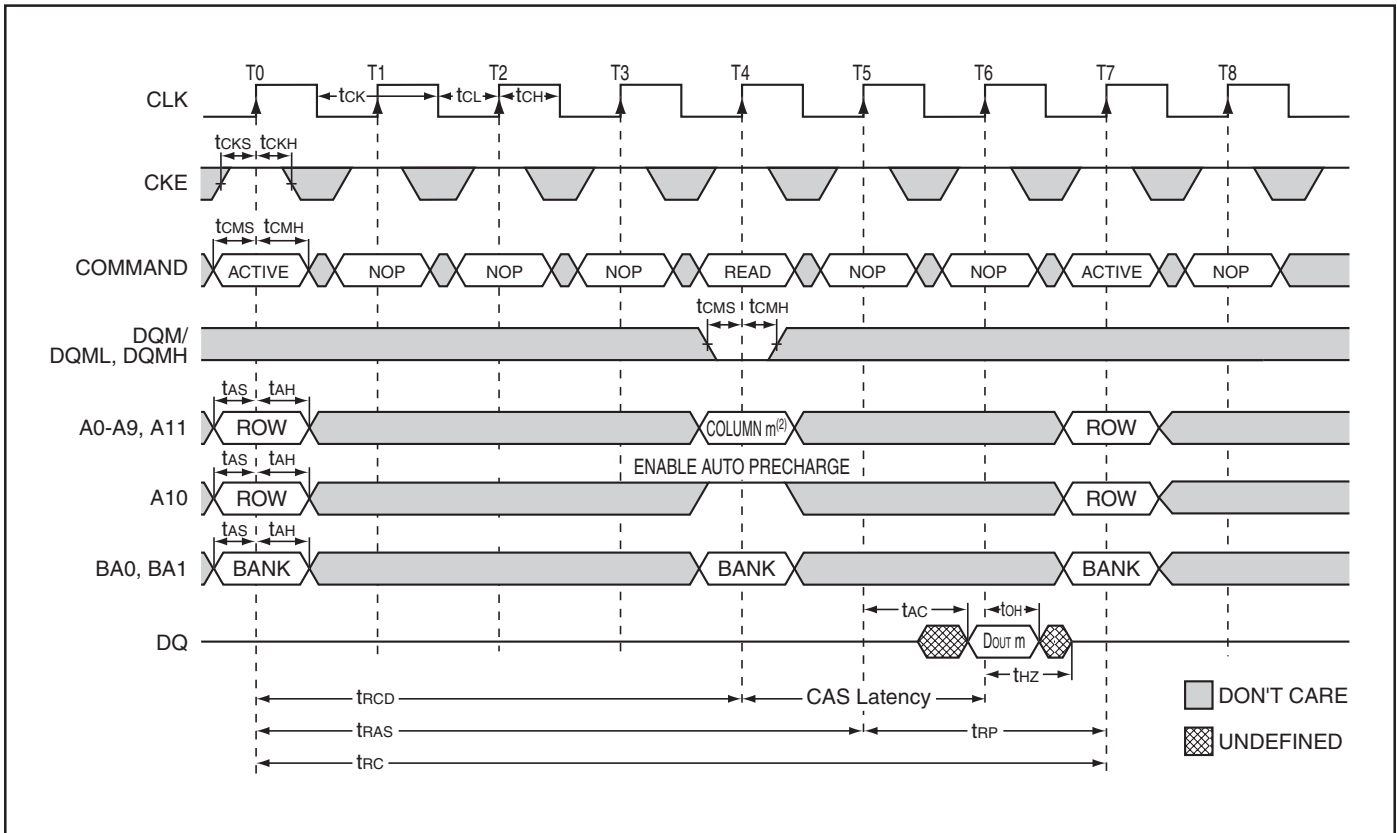 T0 T1 T2 T3 T4 T5 T6 T7 T8
CLK tCK tCL tCH
tCKS tCKH
CKE
tCMS tCMH
COMMAND ACTIVE NOP NOP NOP READ NOP NOP ACTIVE NOP
tCMS tCMH
DQM/
DQML, DQMH
tAS tAH
A0-A9, A11 ROW COLUMN m(2) ROW
tAS tAH ENABLE AUTO PRECHARGE
A10 ROW ROW
tAS tAH
BA0, BA1 BANK BANK BANK
tAC tOH
DQ DOUT m
tHZ
tRCD CAS Latency
DON'T CARE
tRAS tRP
UNDEFINED
tRC